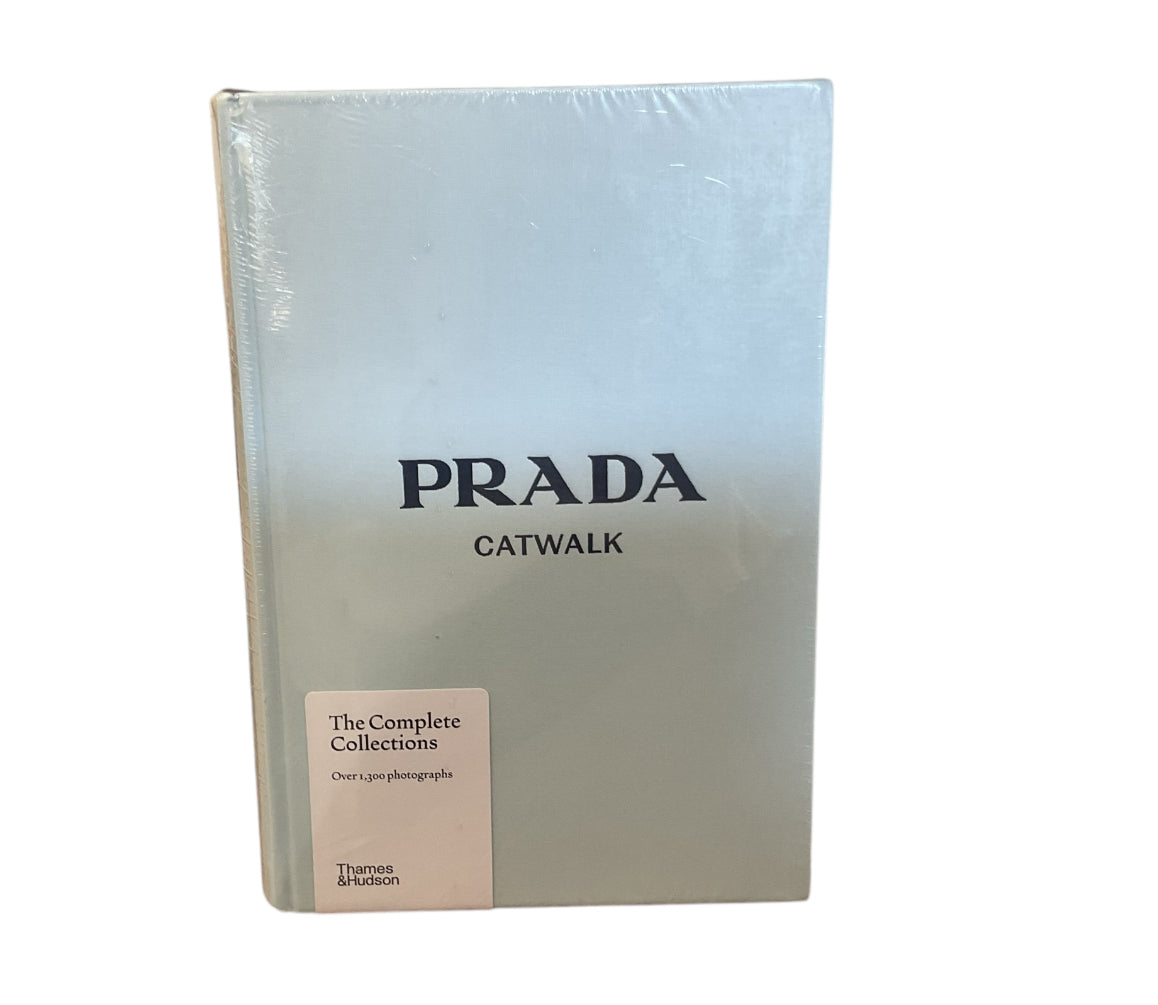 PRADA
CATWALK
The Complete
Collections
Over 1,300 photographs
Thames
&Hudson